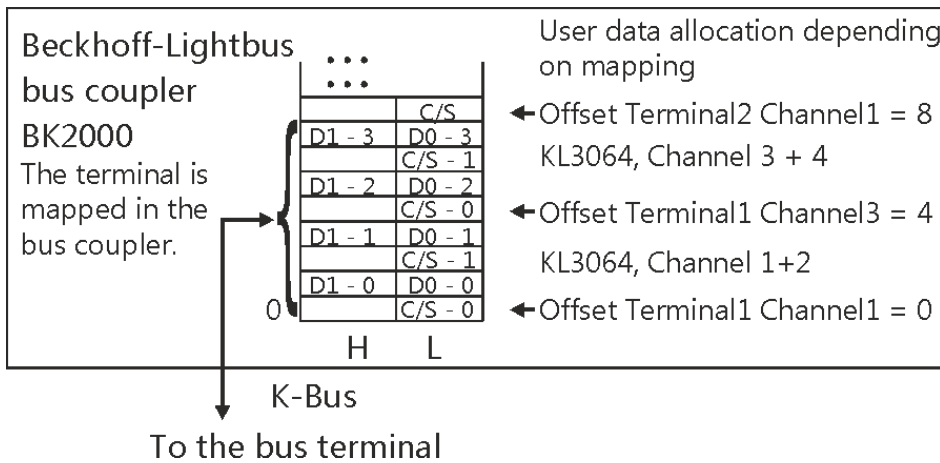 Beckhoff-Lightbus
bus coupler
BK2000
The terminal is
mapped in the
bus coupler.
C/S
D1 - 3 D0 - 3
C/S - 1
D1 - 2 D0 - 2
C/S - 0
D1 - 1 D0 - 1
C/S - 1
D1 - 0 D0 - 0
0 C/S - 0
H L
User data allocation depending
on mapping
Offset Terminal2 Channel1 = 8
KL3064, Channel 3 + 4
Offset Terminal1 Channel3 = 4
KL3064, Channel 1+2
Offset Terminal1 Channel1 = 0
K-Bus
To the bus terminal